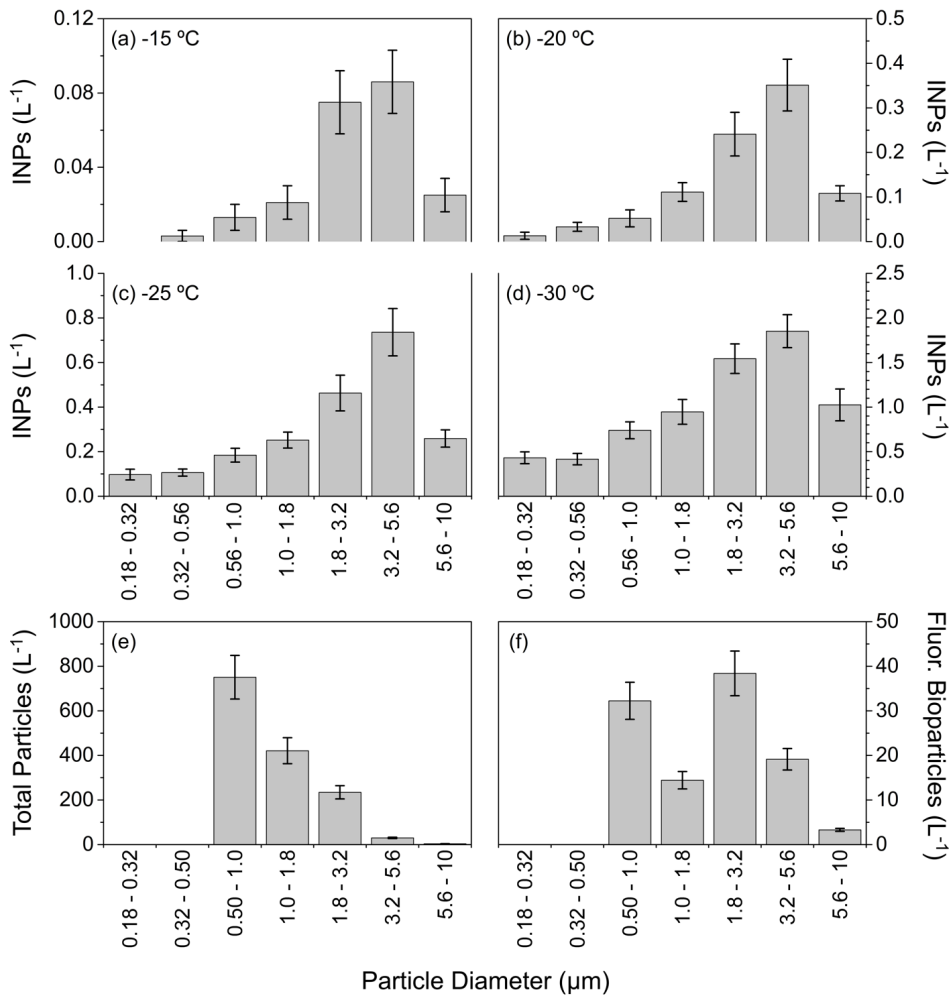 (a) -15 ºC
INPs (L⁻¹)
0.12
0.08
0.04
0.00
(b) -20 ºC
0.5
0.4
0.3
0.2
0.1
0.0
INPs (L⁻¹)
(c) -25 ºC
INPs (L⁻¹)
1.0
0.8
0.6
0.4
0.2
0.0
0.18 - 0.32
0.32 - 0.56
0.56 - 1.0
1.0 - 1.8
1.8 - 3.2
3.2 - 5.6
5.6 - 10
(d) -30 ºC
2.5
2.0
1.5
1.0
0.5
0.0
INPs (L⁻¹)
0.18 - 0.32
0.32 - 0.56
0.56 - 1.0
1.0 - 1.8
1.8 - 3.2
3.2 - 5.6
5.6 - 10
(e)
Total Particles (L⁻¹)
1000
800
600
400
200
0
0.18 - 0.32
0.32 - 0.50
0.50 - 1.0
1.0 - 1.8
1.8 - 3.2
3.2 - 5.6
5.6 - 10
(f)
50
40
30
20
10
0
Fluor. Bioparticles (L⁻¹)
0.18 - 0.32
0.32 - 0.50
0.50 - 1.0
1.0 - 1.8
1.8 - 3.2
3.2 - 5.6
5.6 - 10
Particle Diameter (µm)